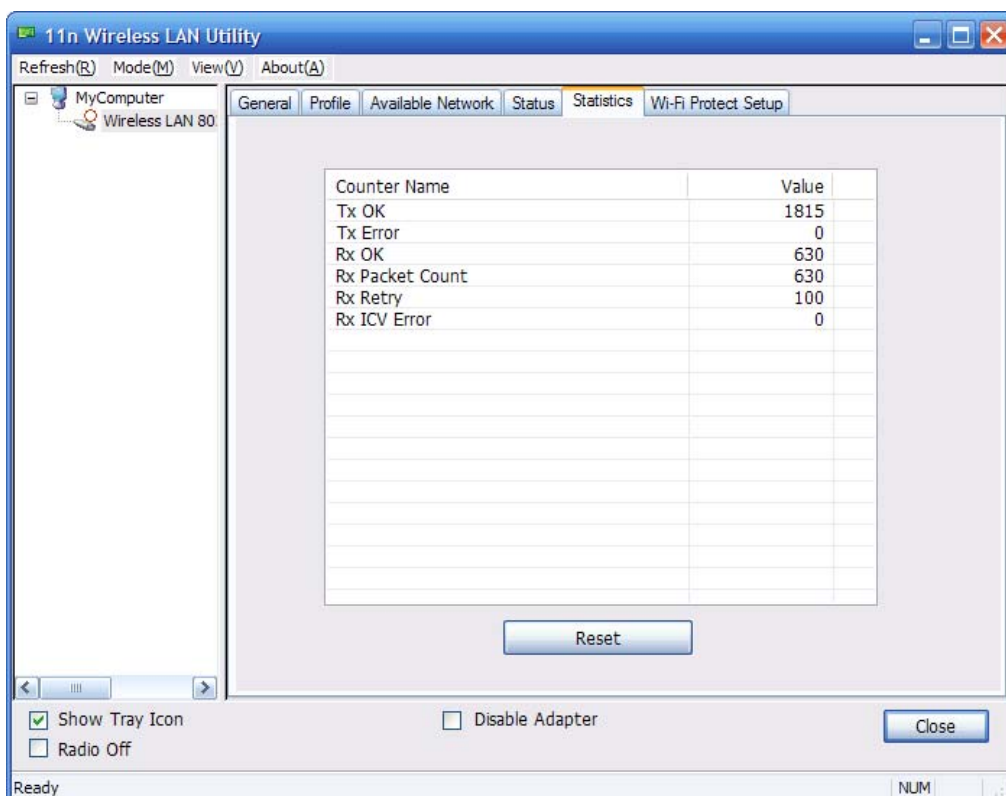 11n Wireless LAN Utility
Refresh(R) Mode(M) View(V) About(A)
MyComputer
Wireless LAN 80
General Profile Available Network Status Statistics Wi-Fi Protect Setup
Counter Name Value
Tx OK 1815
Tx Error 0
Rx OK 630
Rx Packet Count 630
Rx Retry 100
Rx ICV Error 0
Reset
Show Tray Icon Disable Adapter Close
Radio Off
Ready NUM